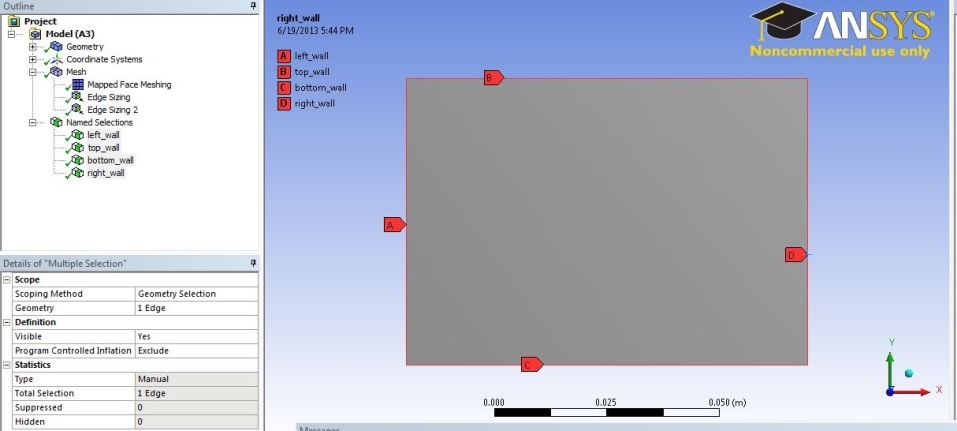 Outline
Project
Model (A3)
Geometry
Coordinate Systems
Mesh
Mapped Face Meshing
Edge Sizing
Edge Sizing 2
Named Selections
left_wall
top_wall
bottom_wall
right_wall
Details of "Multiple Selection"
Scope
Scoping Method Geometry Selection
Geometry 1 Edge
Definition
Visible Yes
Program Controlled Inflation Exclude
Statistics
Type Manual
Total Selection 1 Edge
Suppressed 0
Hidden 0
right_wall
6/19/2013 5:44 PM
A left_wall
B top_wall
C bottom_wall
D right_wall
ANSYS
Noncommercial use only
B
A
D
C
Y
X
0.000 0.025 0.050 (m)
Messages